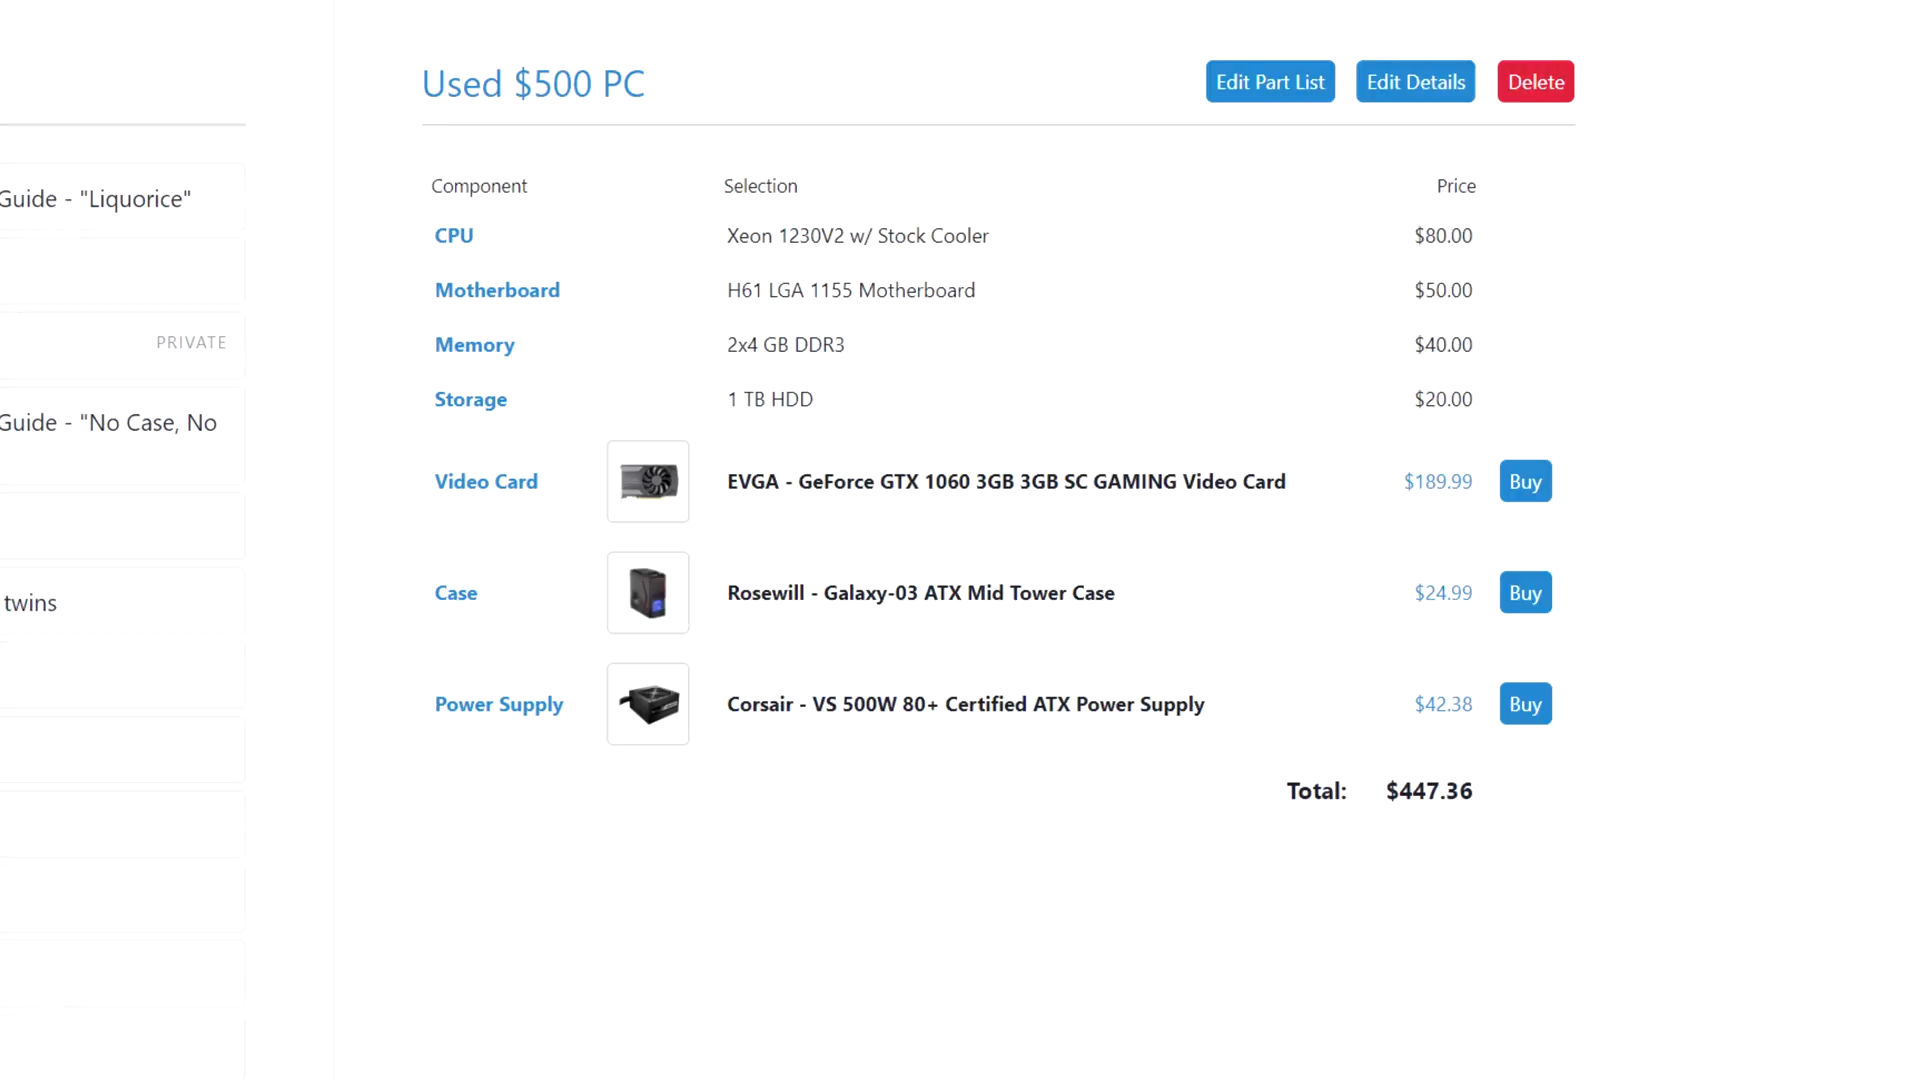 Guide - "Liquorice"
PRIVATE
Guide - "No Case, No
twins
Used $500 PC
Edit Part List
Edit Details
Delete
Component Selection Price
CPU Xeon 1230V2 w/ Stock Cooler $80.00
Motherboard H61 LGA 1155 Motherboard $50.00
Memory 2x4 GB DDR3 $40.00
Storage 1 TB HDD $20.00
Video Card EVGA - GeForce GTX 1060 3GB 3GB SC GAMING Video Card $189.99 Buy
Case Rosewill - Galaxy-03 ATX Mid Tower Case $24.99 Buy
Power Supply Corsair - VS 500W 80+ Certified ATX Power Supply $42.38 Buy
Total: $447.36